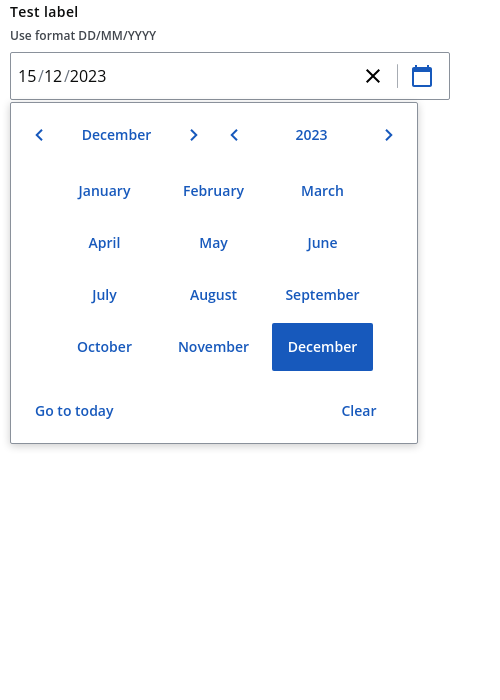 Test label
Use format DD/MM/YYYY
15/12/2023
December 2023
January February March
April May June
July August September
October November December
Go to today Clear